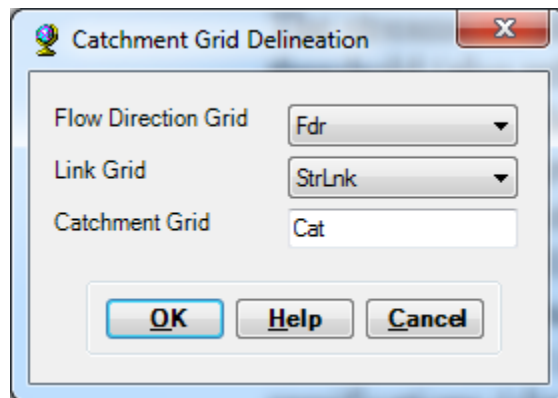 Catchment Grid Delineation
Flow Direction Grid Fdr
Link Grid StrLnk
Catchment Grid Cat
OK Help Cancel